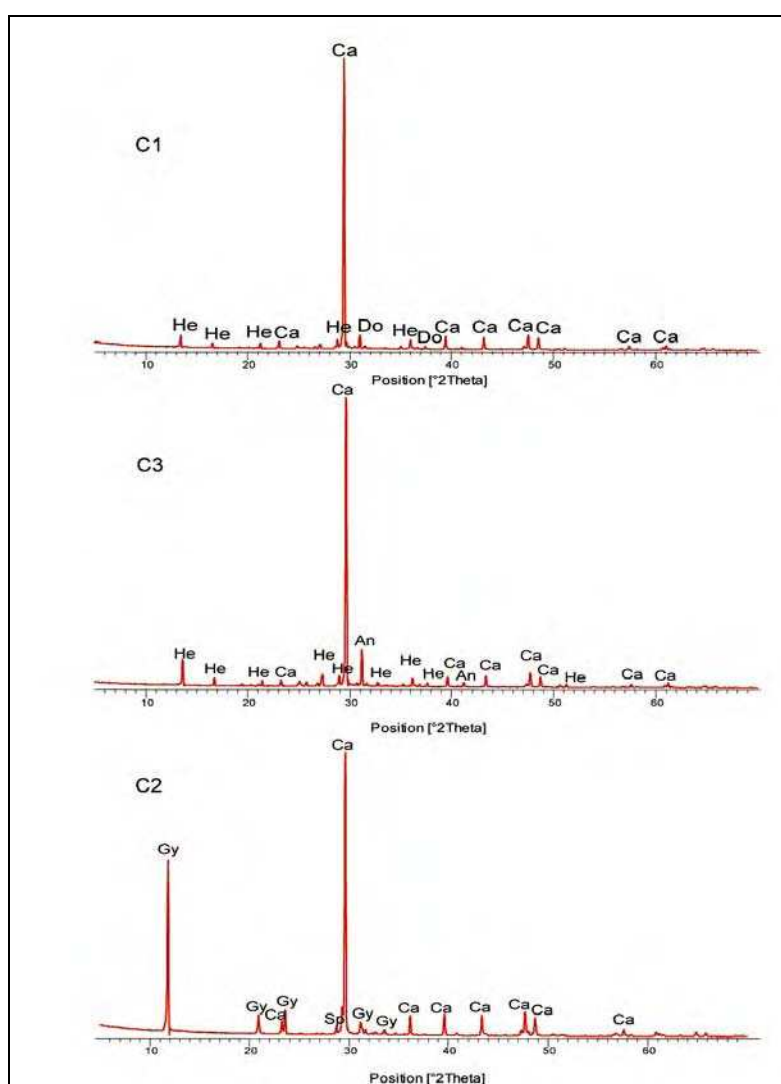 Ca
C1
He He He Ca He Do He Do Ca Ca Ca Ca Ca Ca
10 20 30 40 50 60
Position [°2Theta]
Ca
C3
He He He Ca He He An He He He Ca An Ca Ca Ca He Ca Ca
10 20 30 40 50 60
Position [°2Theta]
Ca
C2
Gy
Gy Ca Gy Sp Gy Gy Ca Ca Ca Ca Ca Ca
10 20 30 40 50 60
Position [°2Theta]